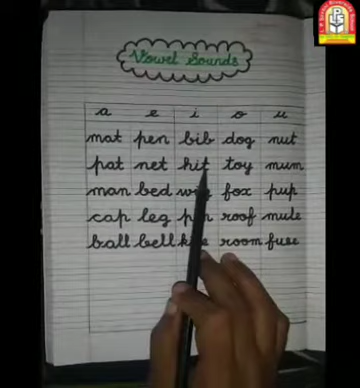 Vowel Sounds
a e i o u
mat pen bib dog nut
pat net hit toy mum
man bed fox pup
cap leg roof mule
ball bell room fuse